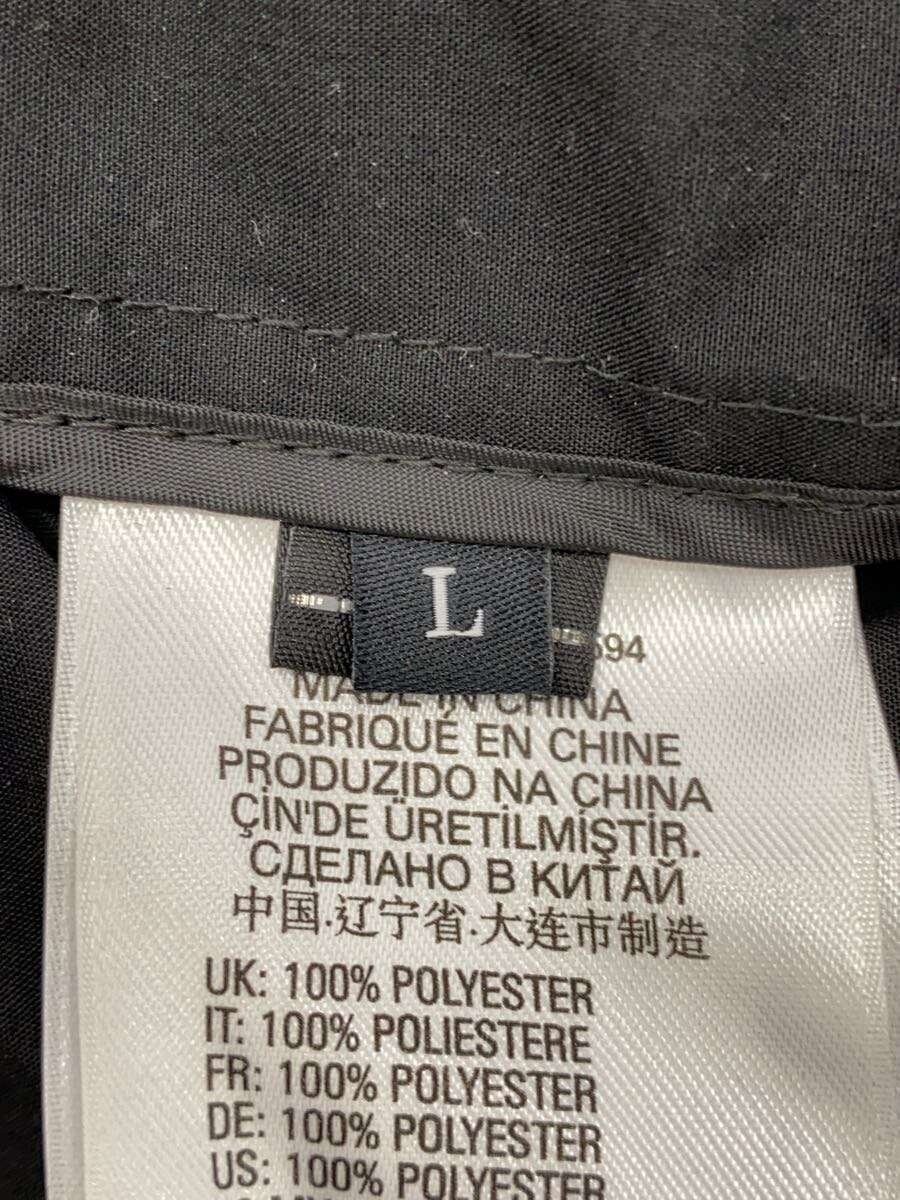 L
594
MADE IN CHINA
FABRIQUÉ EN CHINE
PRODUZIDO NA CHINA
ÇİN'DE ÜRETİLMİŞTİR.
СДЕЛАНО В КИТАЙ
中国.辽宁省.大连市制造
UK: 100% POLYESTER
IT: 100% POLIESTERE
FR: 100% POLYESTER
DE: 100% POLYESTER
US: 100% POLYESTER